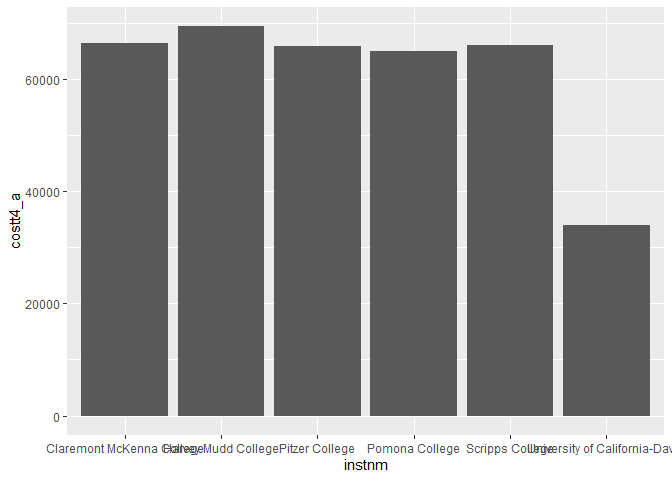 60000
40000
20000
0
costt4_a
Claremont McKenna College
Harvey Mudd College
Pitzer College
Pomona College
Scripps College
University of California-Dav
instnm